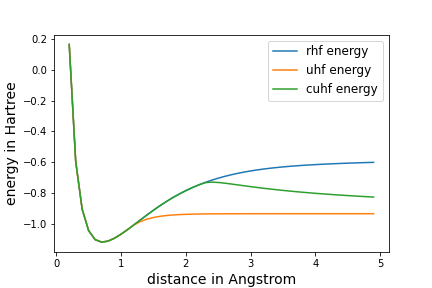 0.2
0.0
−0.2
−0.4
−0.6
−0.8
−1.0
energy in Hartree
rhf energy
uhf energy
cuhf energy
0 1 2 3 4 5
distance in Angstrom